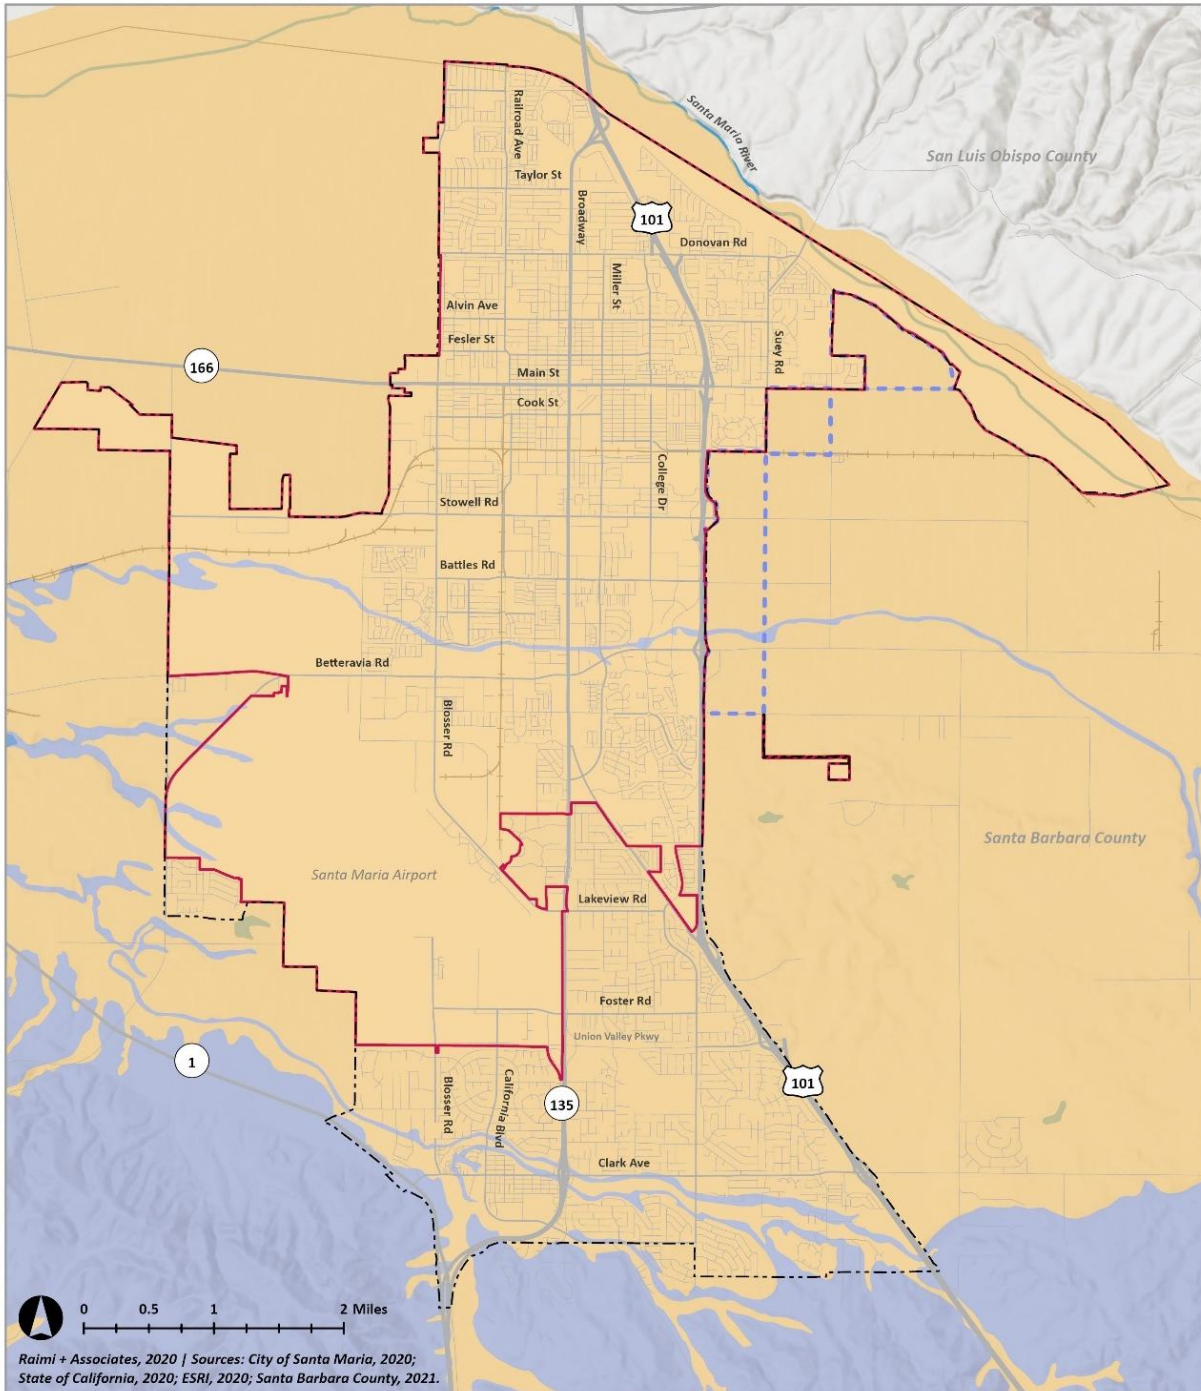 Santa Maria River
San Luis Obispo County
Railroad Ave
Taylor St
Broadway
101
Donovan Rd
Miller St
Alvin Ave
Suey Rd
Fesler St
166
Main St
Cook St
College Dr
Stowell Rd
Battles Rd
Betteravia Rd
Blosser Rd
Santa Barbara County
Santa Maria Airport
Lakeview Rd
Foster Rd
Union Valley Pkwy
1
101
135
Blosser Rd
California Blvd
Clark Ave
0 0.5 1 2 Miles
Raimi + Associates, 2020 | Sources: City of Santa Maria, 2020;
State of California, 2020; ESRI, 2020; Santa Barbara County, 2021.